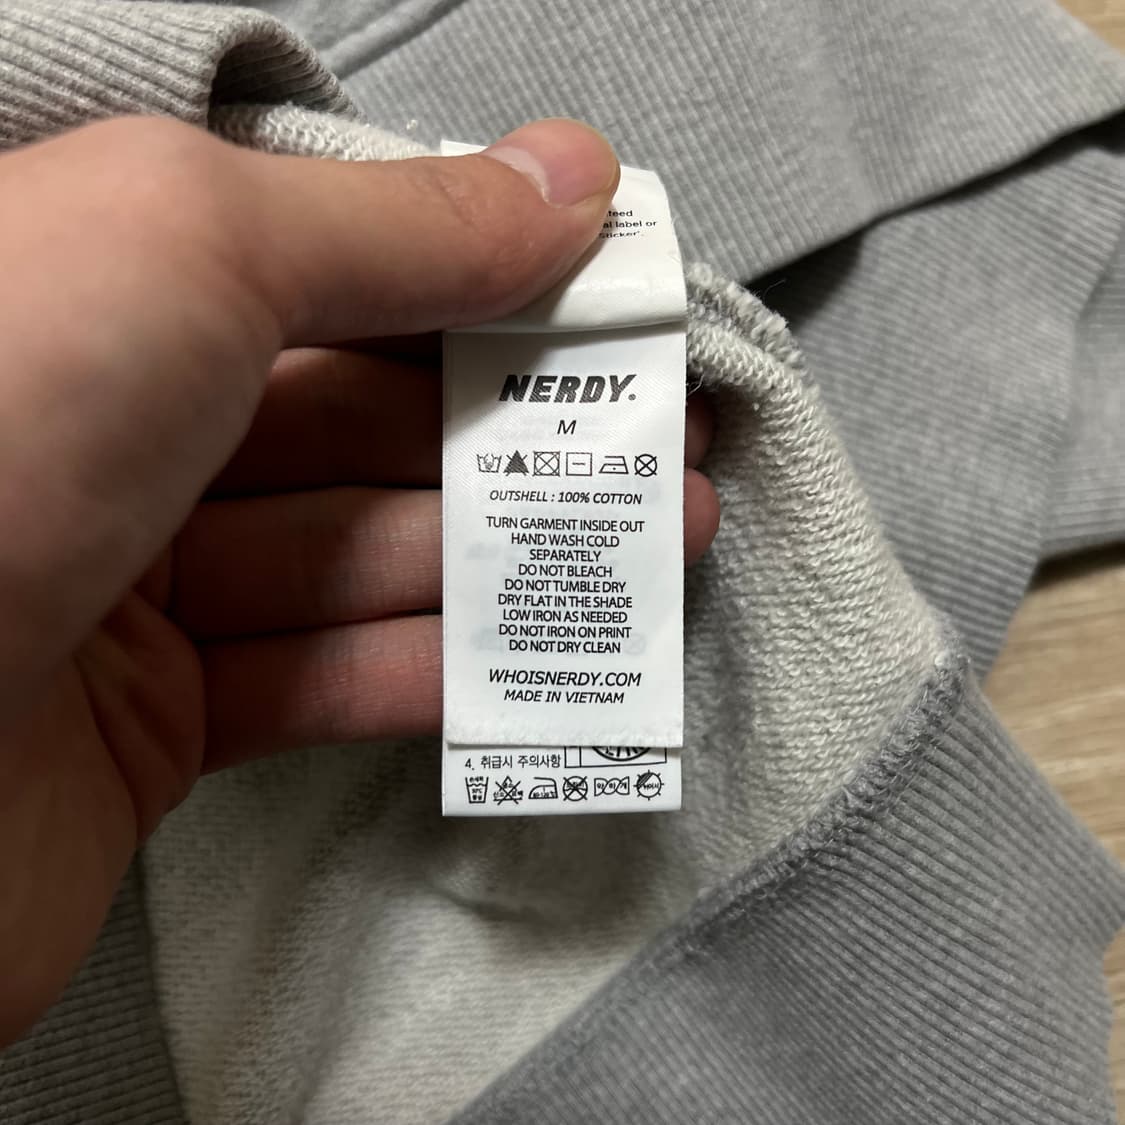 al label or
Sticker'.
NERDY.
M
OUTSHELL : 100% COTTON
TURN GARMENT INSIDE OUT
HAND WASH COLD
SEPARATELY
DO NOT BLEACH
DO NOT TUMBLE DRY
DRY FLAT IN THE SHADE
LOW IRON AS NEEDED
DO NOT IRON ON PRINT
DO NOT DRY CLEAN
WHOISNERDY.COM
MADE IN VIETNAM
4. 취급시 주의사항